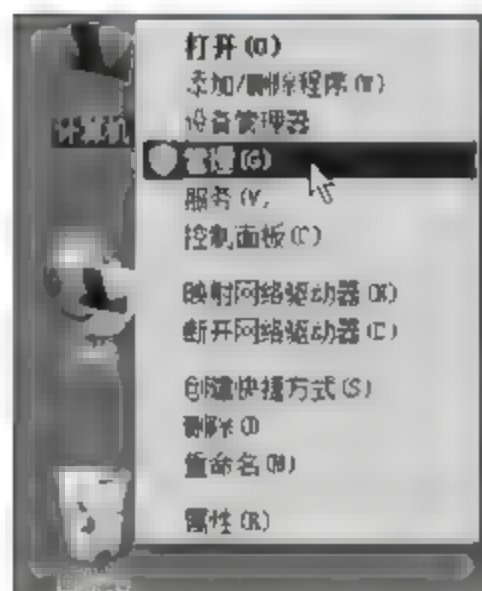 计算机
打开(O)
添加/删除程序(W)
设备管理器
管理(G)
服务(V,
控制面板(C)
映射网络驱动器(N)
断开网络驱动器(C)
创建快捷方式(S)
删除(D
重命名(M)
属性(R)